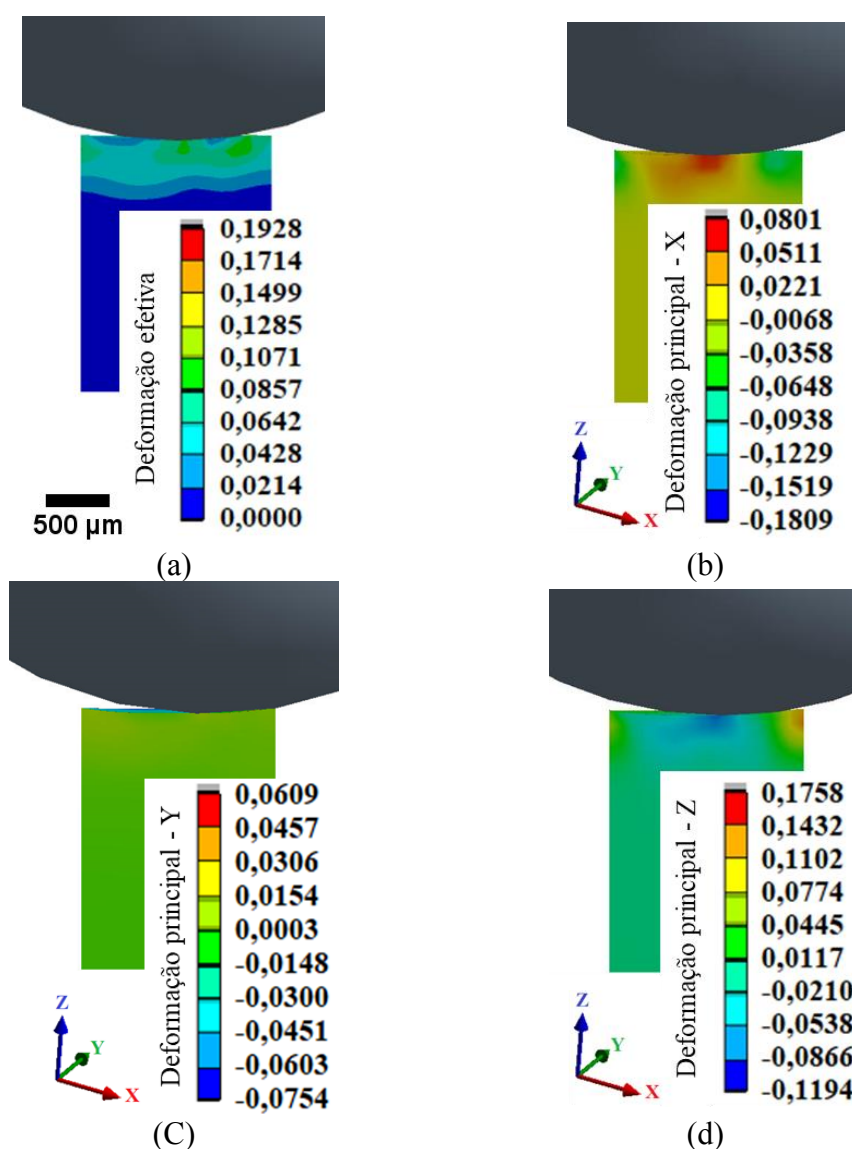 Deformação efetiva
0,1928
0,1714
0,1499
0,1285
0,1071
0,0857
0,0642
0,0428
0,0214
0,0000
500 µm
(a)
Deformação principal - X
0,0801
0,0511
0,0221
-0,0068
-0,0358
-0,0648
-0,0938
-0,1229
-0,1519
-0,1809
Z
Y
X
(b)
Deformação principal - Y
0,0609
0,0457
0,0306
0,0154
0,0003
-0,0148
-0,0300
-0,0451
-0,0603
-0,0754
Z
Y
X
(C)
Deformação principal - Z
0,1758
0,1432
0,1102
0,0774
0,0445
0,0117
-0,0210
-0,0538
-0,0866
-0,1194
Z
Y
X
(d)